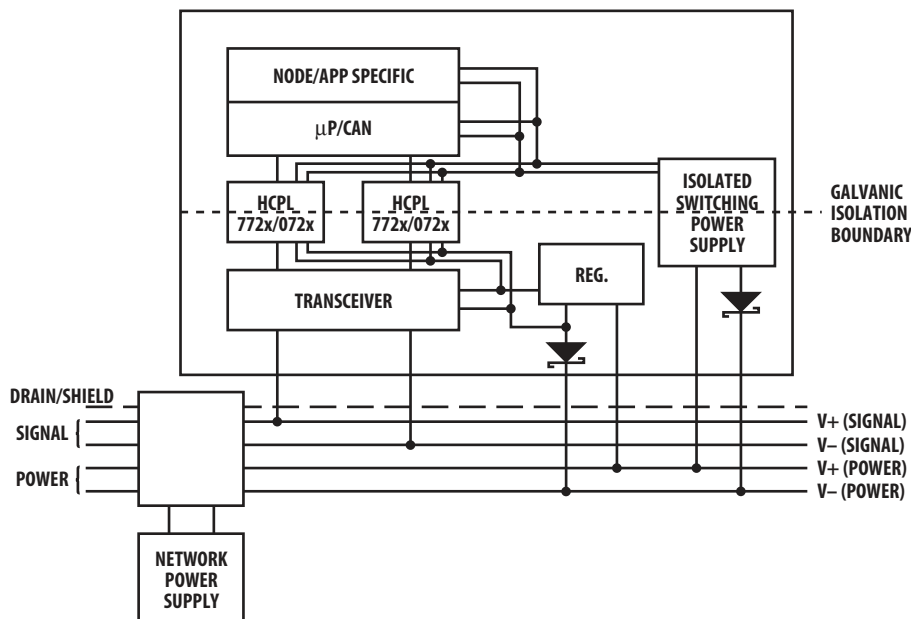 NODE/APP SPECIFIC
µP/CAN
HCPL
772x/072x
HCPL
772x/072x
ISOLATED
SWITCHING
POWER
SUPPLY
GALVANIC
ISOLATION
BOUNDARY
TRANSCEIVER
REG.
DRAIN/SHIELD
SIGNAL
POWER
V+ (SIGNAL)
V– (SIGNAL)
V+ (POWER)
V– (POWER)
NETWORK
POWER
SUPPLY